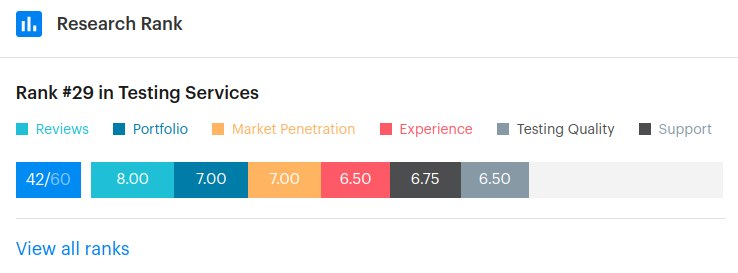 Research Rank
Rank #29 in Testing Services
Reviews Portfolio Market Penetration Experience Testing Quality Support
42/60 8.00 7.00 7.00 6.50 6.75 6.50
View all ranks